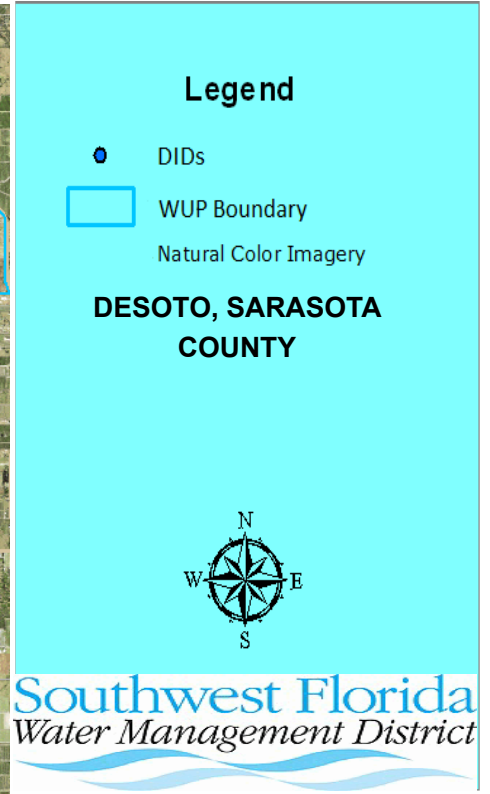 Legend
DIDs
WUP Boundary
Natural Color Imagery
DESOTO, SARASOTA
COUNTY
N
W E
S
Southwest Florida
Water Management District